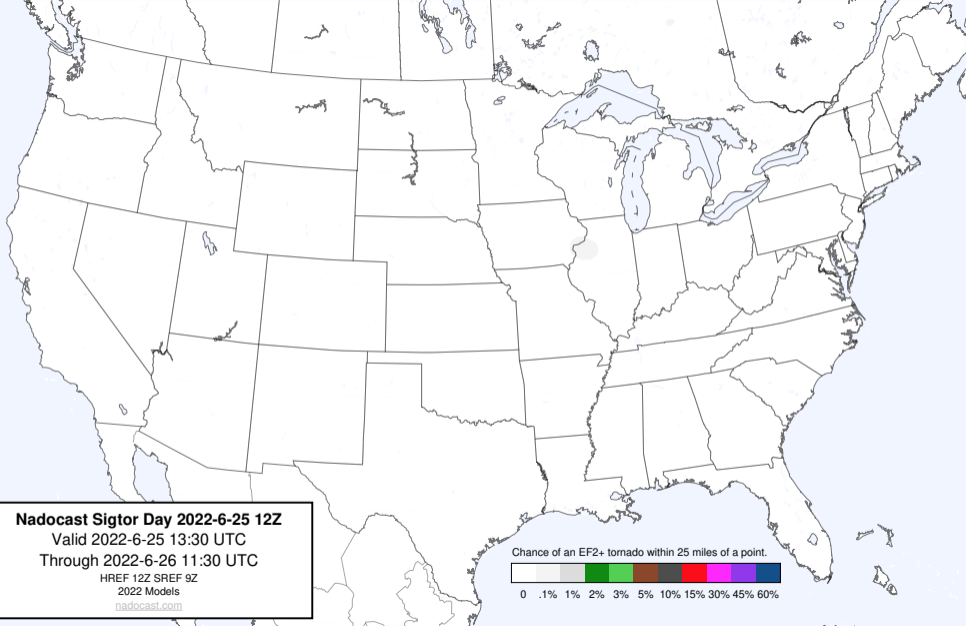 Nadocast Sigtor Day 2022-6-25 12Z
Valid 2022-6-25 13:30 UTC
Through 2022-6-26 11:30 UTC
HREF 12Z SREF 9Z
2022 Models
nadocast.com
Chance of an EF2+ tornado within 25 miles of a point.
0 .1% 1% 2% 3% 5% 10% 15% 30% 45% 60%